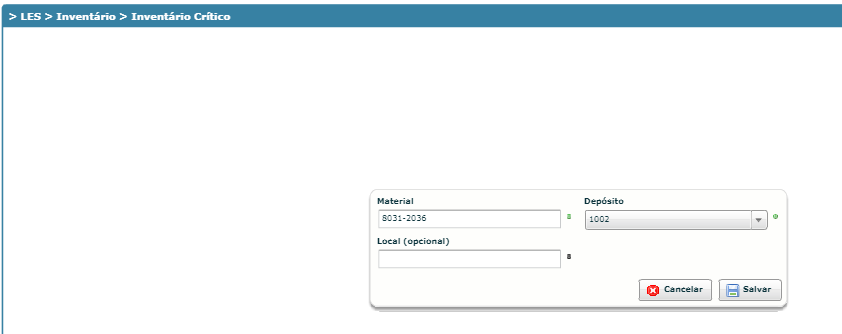 > LES > Inventário > Inventário Crítico
Material
Depósito
8031-2036
1002
Local (opcional)
Cancelar
Salvar